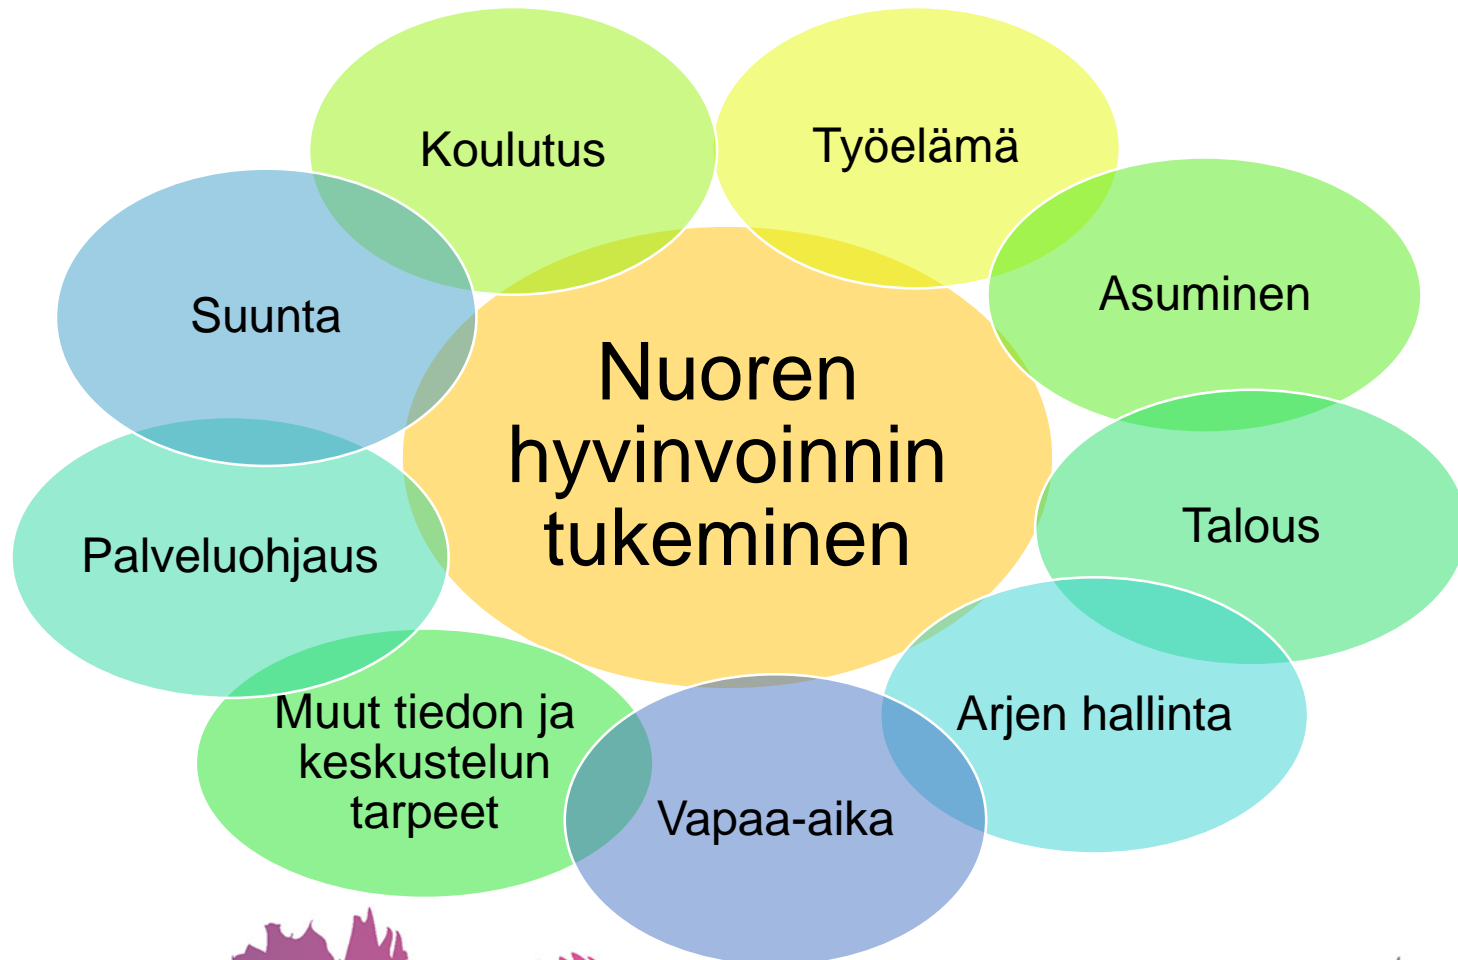 Koulutus
Työelämä
Suunta
Asuminen
Nuoren
hyvinvoinnin
tukeminen
Palveluohjaus
Talous
Muut tiedon ja
keskustelun
tarpeet
Arjen hallinta
Vapaa-aika